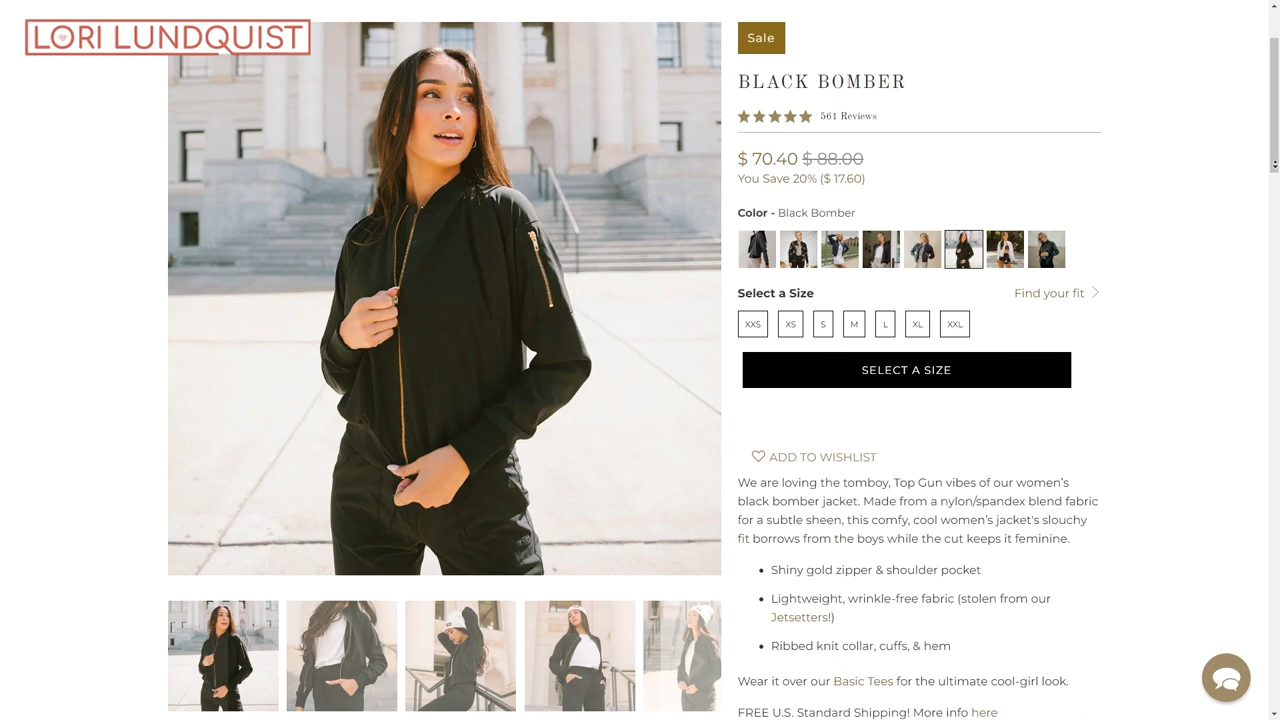 LORI LUNDQUIST
Sale
BLACK BOMBER
561 Reviews
$ 70.40 $ 88.00
You Save 20% ($ 17.60)
Color - Black Bomber
Select a Size
Find your fit
XXS XS S M L XL XXL
SELECT A SIZE
ADD TO WISHLIST
We are loving the tomboy, Top Gun vibes of our women’s
black bomber jacket. Made from a nylon/spandex blend fabric
for a subtle sheen, this comfy, cool women’s jacket's slouchy
fit borrows from the boys while the cut keeps it feminine.
• Shiny gold zipper & shoulder pocket
• Lightweight, wrinkle-free fabric (stolen from our
Jetsetters!)
• Ribbed knit collar, cuffs, & hem
Wear it over our Basic Tees for the ultimate cool-girl look.
FREE U.S. Standard Shipping! More info here